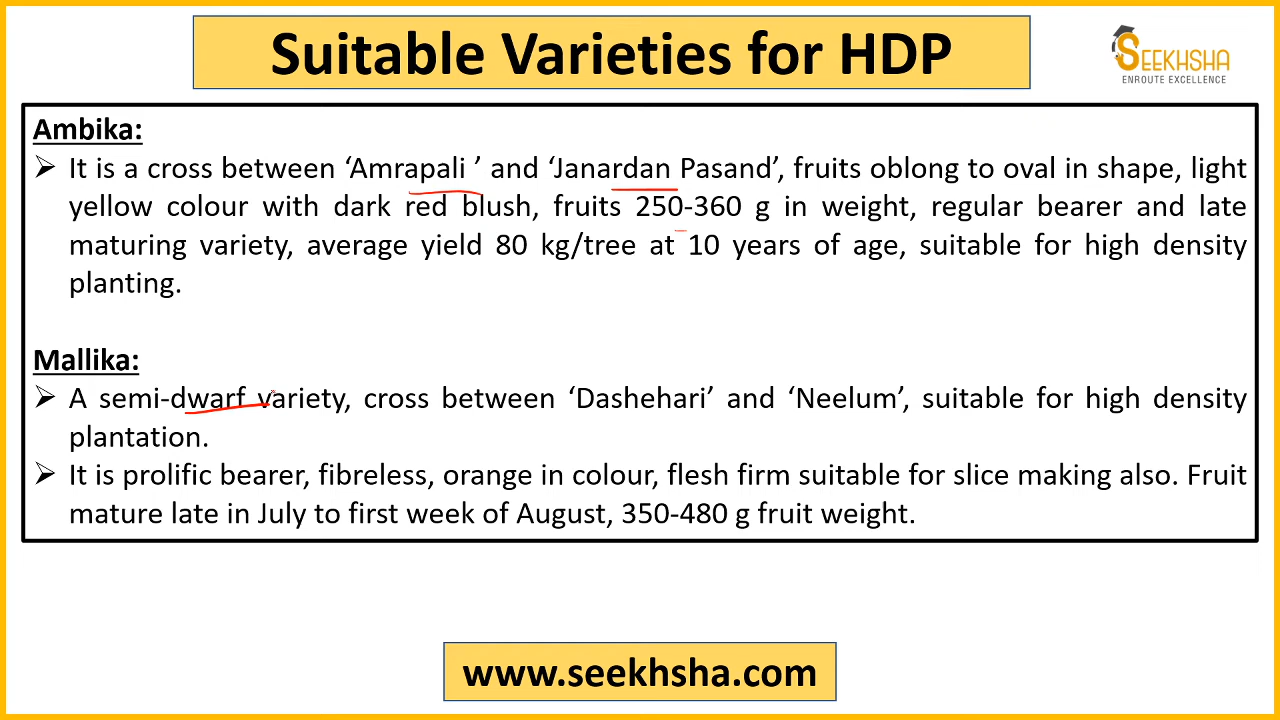 Suitable Varieties for HDP
SEEKHSHA
ENROUTE EXCELLENCE
Ambika:
➢ It is a cross between ‘Amrapali ’ and ‘Janardan Pasand’, fruits oblong to oval in shape, light
yellow colour with dark red blush, fruits 250-360 g in weight, regular bearer and late
maturing variety, average yield 80 kg/tree at 10 years of age, suitable for high density
planting.
Mallika:
➢ A semi-dwarf variety, cross between ‘Dashehari’ and ‘Neelum’, suitable for high density
plantation.
➢ It is prolific bearer, fibreless, orange in colour, flesh firm suitable for slice making also. Fruit
mature late in July to first week of August, 350-480 g fruit weight.
www.seekhsha.com